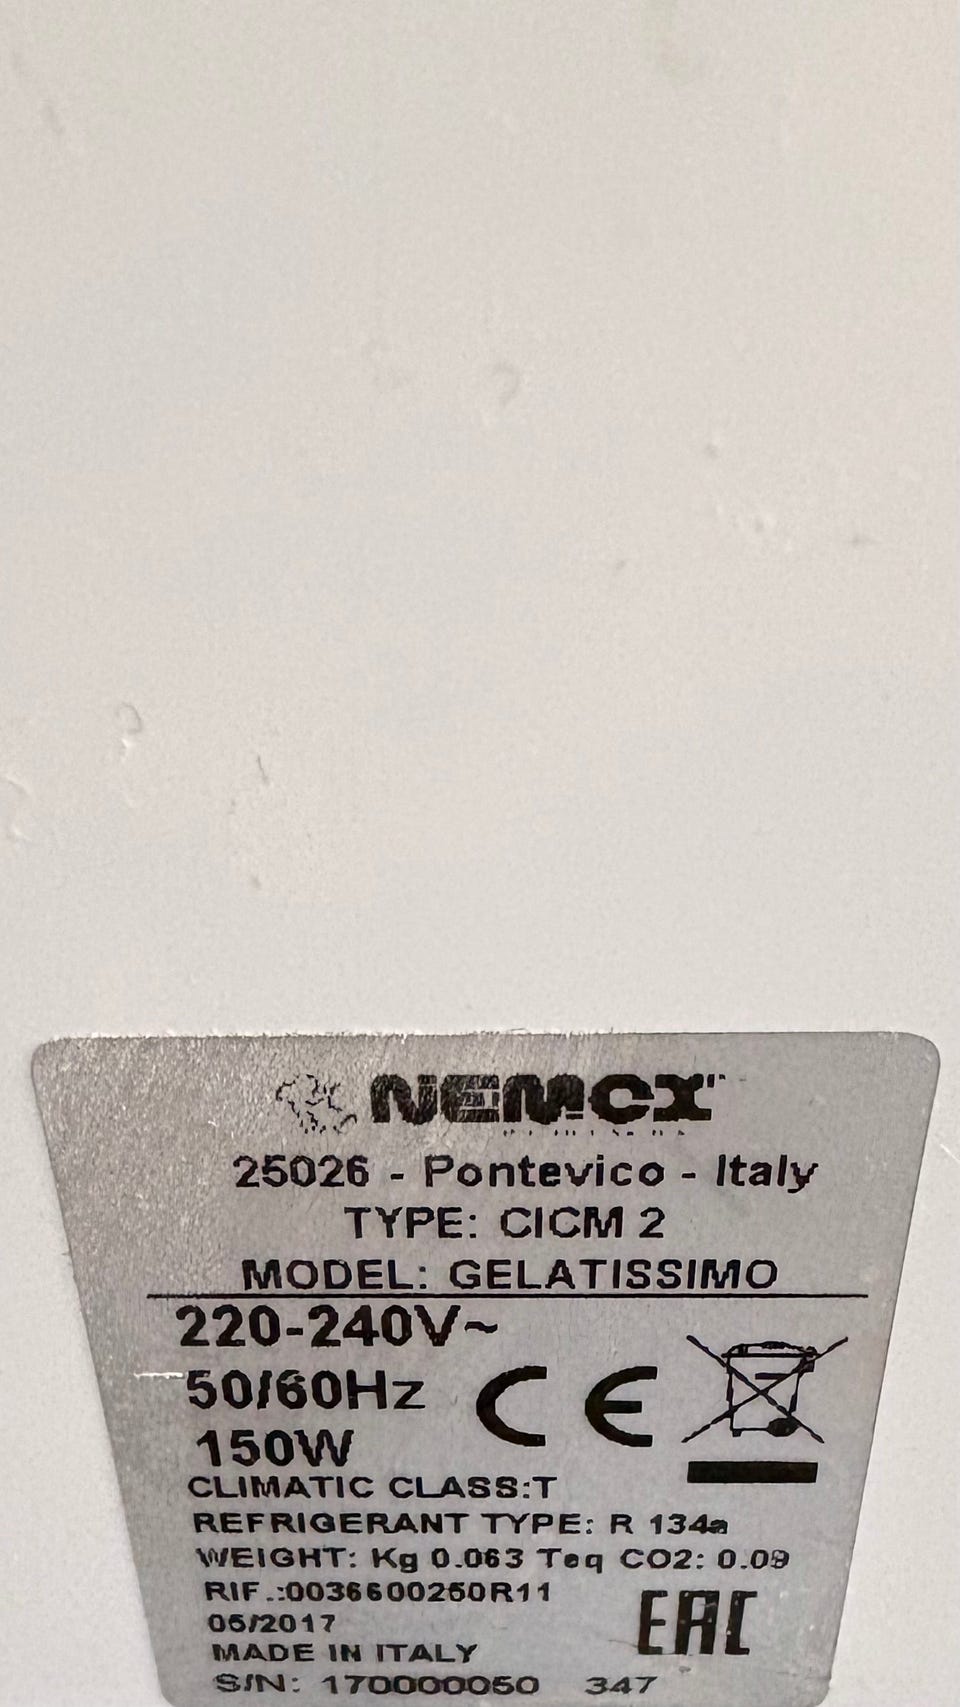 NEMOX
25026 - Pontevico - Italy
TYPE: CICM 2
MODEL: GELATISSIMO
220-240V~
50/60Hz
150W
CE
CLIMATIC CLASS:T
REFRIGERANT TYPE: R 134a
WEIGHT: Kg 0.063 Teq CO2: 0.09
RIF.:0036600250R11
05/2017
EAC
MADE IN ITALY
S/N: 170000050 347